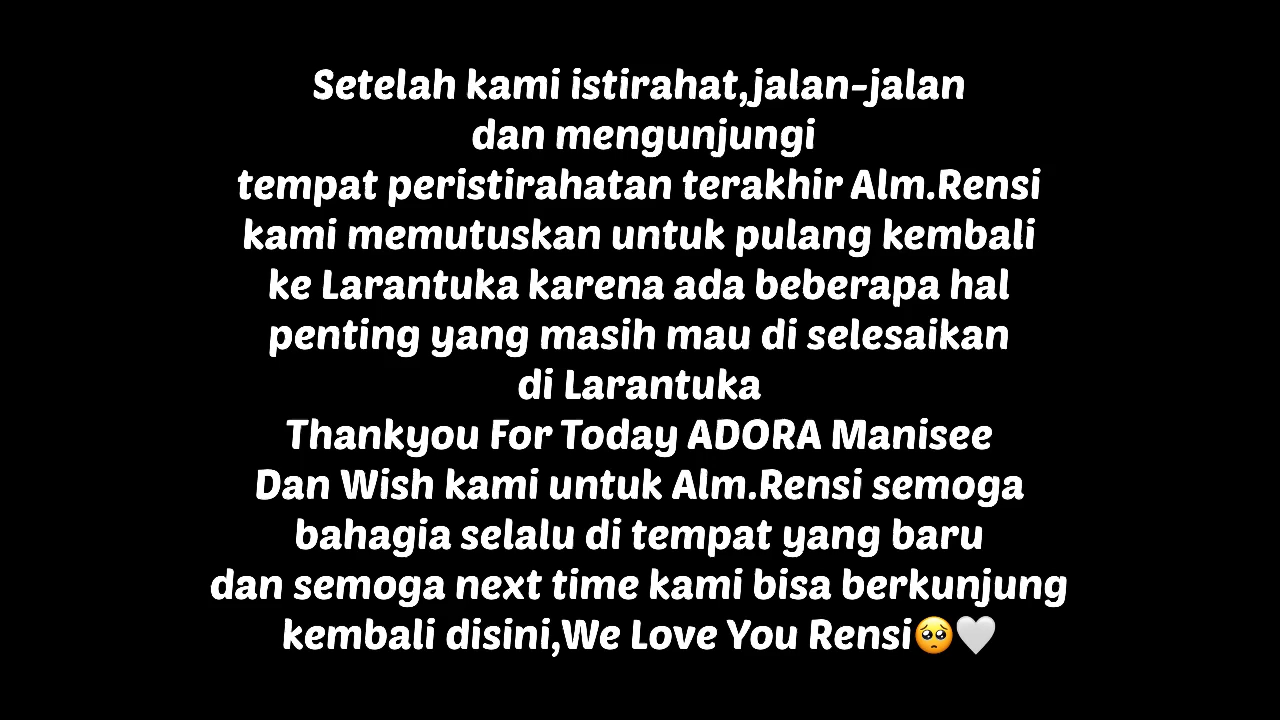 Setelah kami istirahat,jalan-jalan
dan mengunjungi
tempat peristirahatan terakhir Alm.Rensi
kami memutuskan untuk pulang kembali
ke Larantuka karena ada beberapa hal
penting yang masih mau di selesaikan
di Larantuka
Thankyou For Today ADORA Manisee
Dan Wish kami untuk Alm.Rensi semoga
bahagia selalu di tempat yang baru
dan semoga next time kami bisa berkunjung
kembali disini,We Love You Rensi🥺🤍